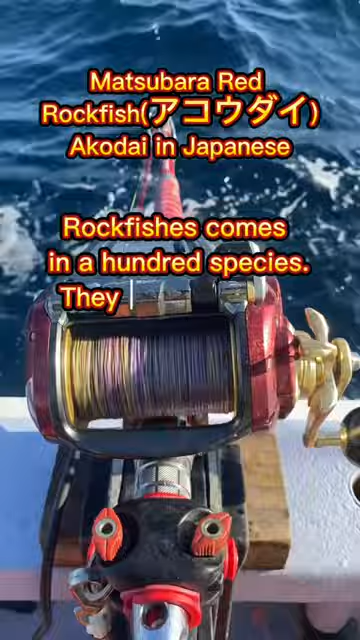 Matsubara Red
Rockfish(アコウダイ)
Akodai in Japanese
Rockfishes comes
in a hundred species.
They